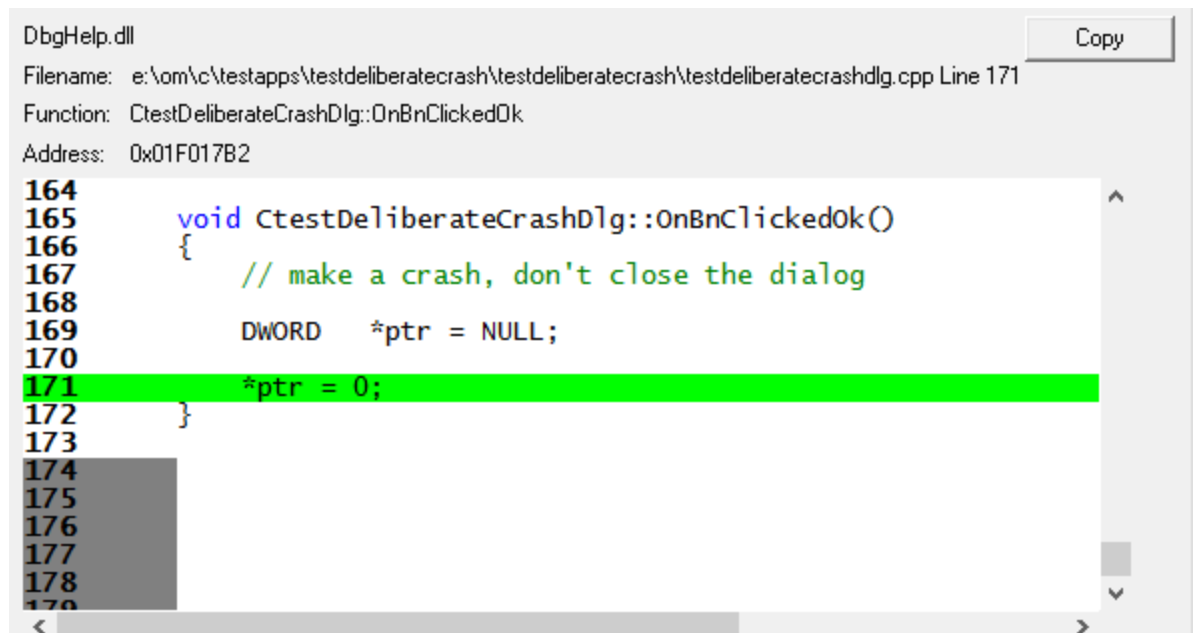 DbgHelp.dll
Copy
Filename: e:\om\c\testapps\testdeliberatecrash\testdeliberatecrash\testdeliberatecrashdlg.cpp Line 171
Function: CtestDeliberateCrashDlg::OnBnClickedOk
Address: 0x01F017B2
164
165 void CtestDeliberateCrashDlg::OnBnClickedOk()
166 {
167 // make a crash, don't close the dialog
168
169 DWORD *ptr = NULL;
170
171 *ptr = 0;
172 }
173
174
175
176
177
178
179